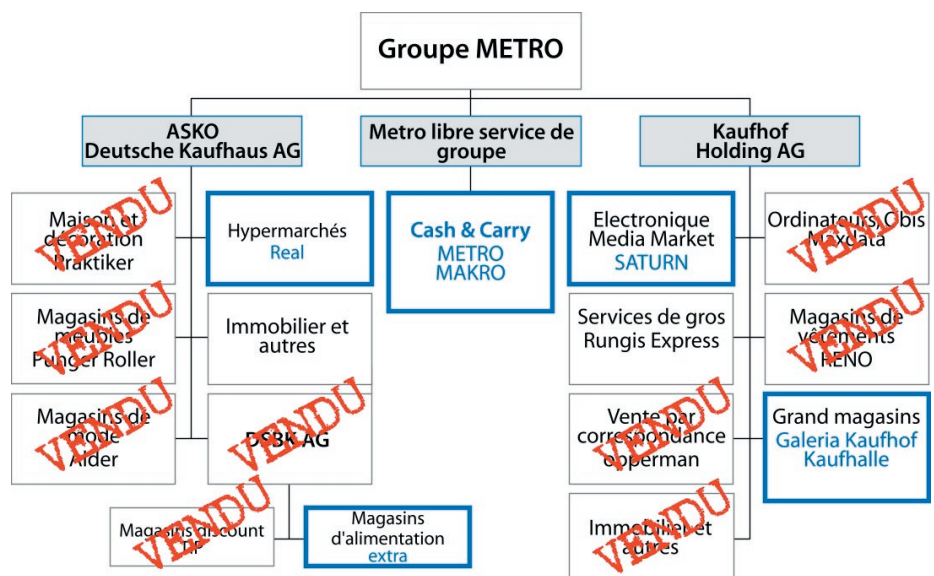 Groupe METRO
ASKO
Deutsche Kaufhaus AG
Metro libre service de
groupe
Kaufhof
Holding AG
Maison et
décoration
Praktiker
VENDU
Hypermarchés
Real
Cash & Carry
METRO
MAKRO
Electronique
Media Market
SATURN
Ordinateurs, Obis
Maxdata
VENDU
Magasins de
meubles
Roller
VENDU
Immobilier et
autres
Services de gros
Rungis Express
Magasins de
vêtements
RENO
VENDU
Magasins de
mode
Alder
VENDU
DSBK AG
VENDU
Vente par
correspondance
opperman
VENDU
Grand magasins
Galeria Kaufhof
Kaufhalle
Magasins discount
TIP
VENDU
Magasins
d'alimentation
extra
Immobilier et
autres
VENDU